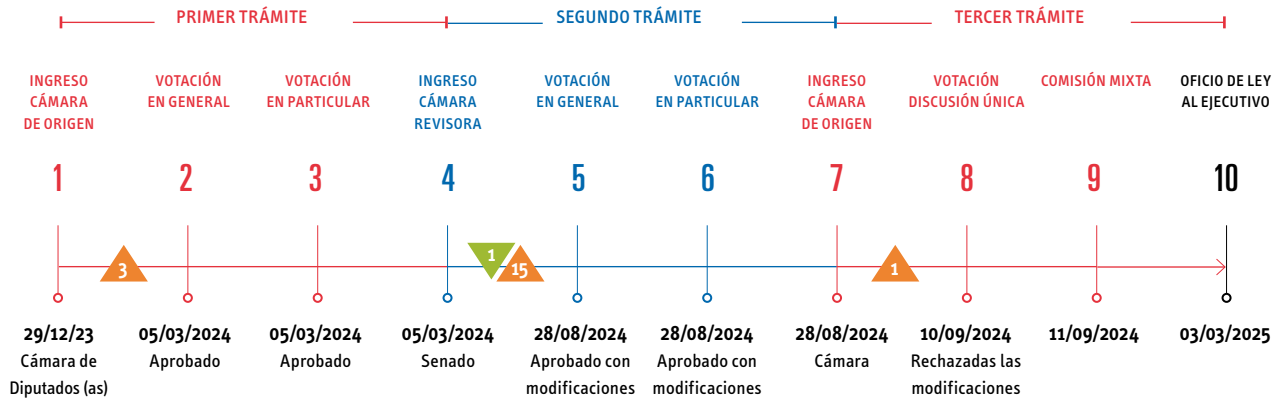 PRIMER TRÁMITE
SEGUNDO TRÁMITE
TERCER TRÁMITE
INGRESO
CÁMARA
DE ORIGEN
VOTACIÓN
EN GENERAL
VOTACIÓN
EN PARTICULAR
INGRESO
CÁMARA
REVISORA
VOTACIÓN
EN GENERAL
VOTACIÓN
EN PARTICULAR
INGRESO
CÁMARA
DE ORIGEN
VOTACIÓN
DISCUSIÓN ÚNICA
COMISIÓN MIXTA
OFICIO DE LEY
AL EJECUTIVO
1
2
3
4
5
6
7
8
9
10
3
1
15
1
29/12/23
Cámara de
Diputados (as)
05/03/2024
Aprobado
05/03/2024
Aprobado
05/03/2024
Senado
28/08/2024
Aprobado con
modificaciones
28/08/2024
Aprobado con
modificaciones
28/08/2024
Cámara
10/09/2024
Rechazadas las
modificaciones
11/09/2024
03/03/2025